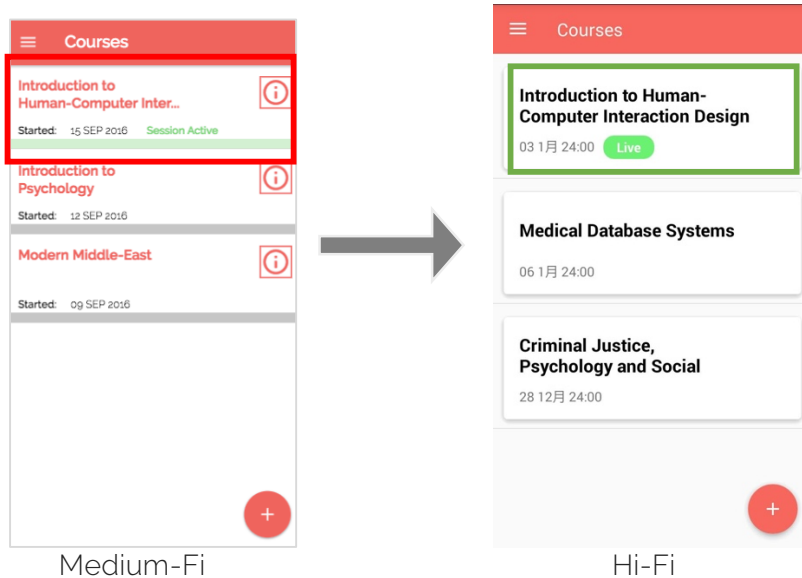 Courses
Introduction to
Human-Computer Inter...
Started: 15 SEP 2016 Session Active
Introduction to
Psychology
Started: 12 SEP 2016
Modern Middle-East
Started: 09 SEP 2016
+
Medium-Fi
Courses
Introduction to Human-
Computer Interaction Design
03 1月 24:00 Live
Medical Database Systems
06 1月 24:00
Criminal Justice,
Psychology and Social
28 12月 24:00
+
Hi-Fi